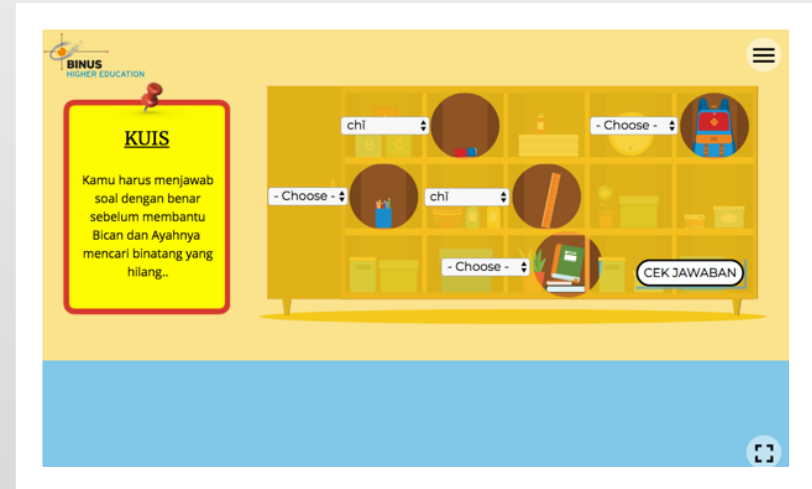 BINUS
HIGHER EDUCATION
KUIS
Kamu harus menjawab
soal dengan benar
sebelum membantu
Bican dan Ayahnya
mencari binatang yang
hilang..
chǐ
- Choose -
- Choose -
chǐ
- Choose -
CEK JAWABAN
B C